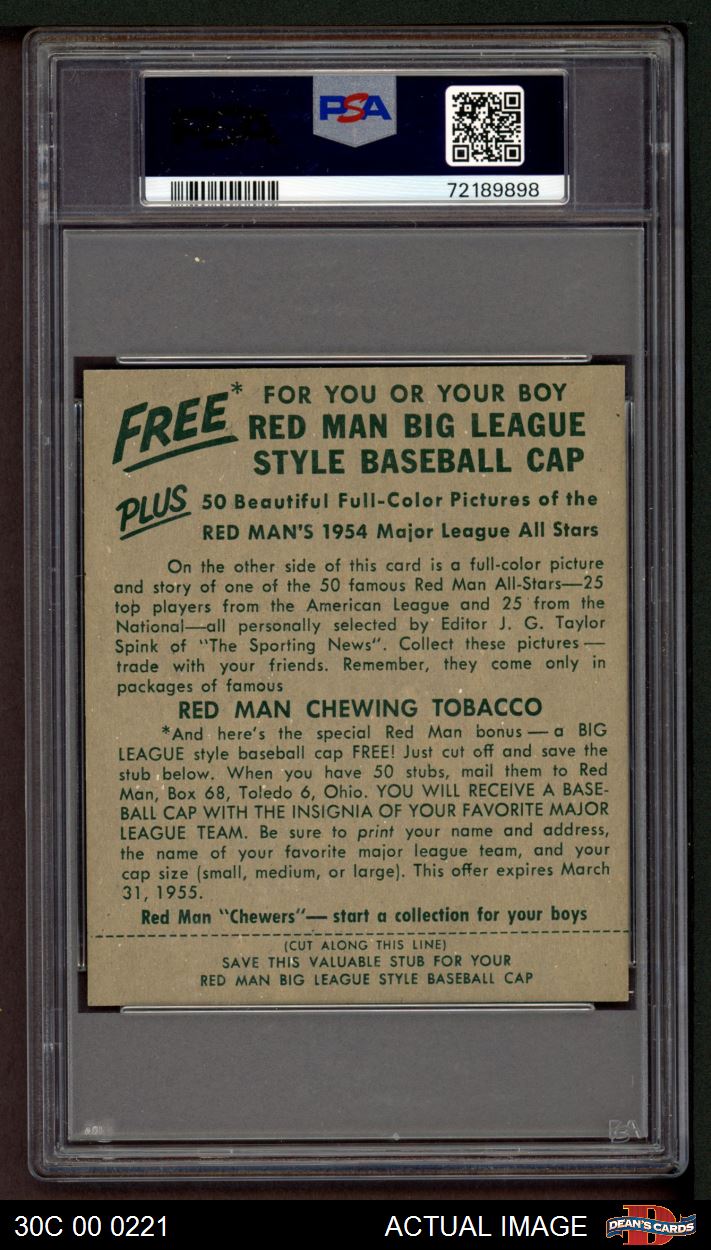 PSA
72189898
FREE* FOR YOU OR YOUR BOY
RED MAN BIG LEAGUE
STYLE BASEBALL CAP
PLUS 50 Beautiful Full-Color Pictures of the
RED MAN'S 1954 Major League All Stars
On the other side of this card is a full-color picture
and story of one of the 50 famous Red Man All-Stars—25
top players from the American League and 25 from the
National—all personally selected by Editor J. G. Taylor
Spink of "The Sporting News". Collect these pictures—
trade with your friends. Remember, they come only in
packages of famous
RED MAN CHEWING TOBACCO
*And here's the special Red Man bonus—a BIG
LEAGUE style baseball cap FREE! Just cut off and save the
stub below. When you have 50 stubs, mail them to Red
Man, Box 68, Toledo 6, Ohio. YOU WILL RECEIVE A BASE-
BALL CAP WITH THE INSIGNIA OF YOUR FAVORITE MAJOR
LEAGUE TEAM. Be sure to print your name and address,
the name of your favorite major league team, and your
cap size (small, medium, or large). This offer expires March
31, 1955.
Red Man "Chewers"—start a collection for your boys
(CUT ALONG THIS LINE)
SAVE THIS VALUABLE STUB FOR YOUR
RED MAN BIG LEAGUE STYLE BASEBALL CAP
PSA
30C 00 0221 ACTUAL IMAGE DEAN'S CARDS